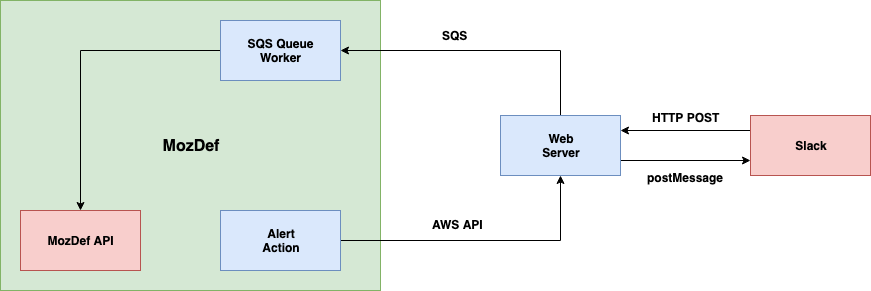 SQS Queue
Worker
SQS
MozDef
HTTP POST
Web
Server
Slack
postMessage
MozDef API
Alert
Action
AWS API